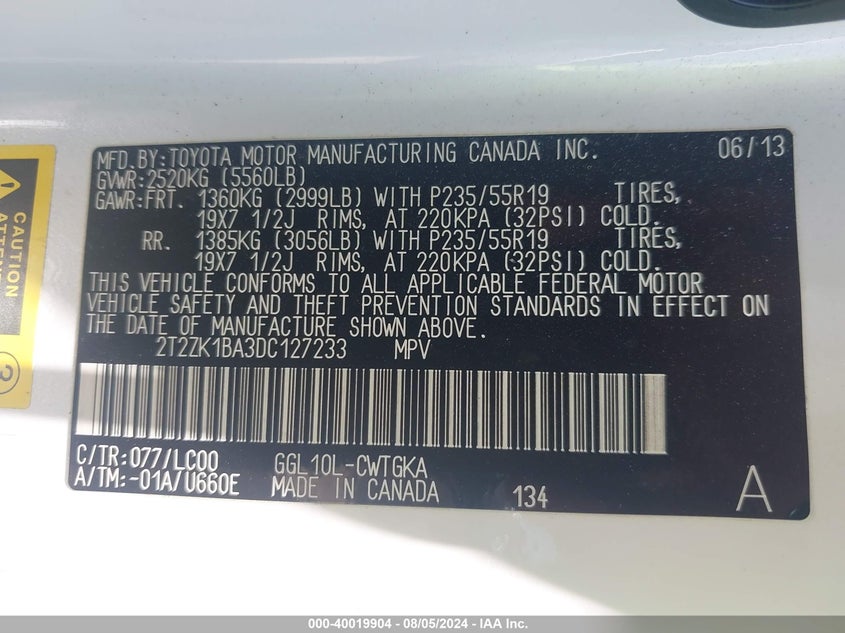 MFD. BY: TOYOTA MOTOR MANUFACTURING CANADA INC. 06/13
GVWR: 2520KG (5560LB)
GAWR: FRT. 1360KG (2999LB) WITH P235/55R19 TIRES,
19X7 1/2J RIMS, AT 220KPA (32PSI) COLD.
RR. 1385KG (3056LB) WITH P235/55R19 TIRES,
19X7 1/2J RIMS, AT 220KPA (32PSI) COLD.
THIS VEHICLE CONFORMS TO ALL APPLICABLE FEDERAL MOTOR
VEHICLE SAFETY AND THEFT PREVENTION STANDARDS IN EFFECT ON
THE DATE OF MANUFACTURE SHOWN ABOVE.
2T2ZK1BA3DC127233 MPV
C/TR: 077/LC00 GGL10L-CWTGKA
A/TM: -01A/U660E MADE IN CANADA 134 A
CAUTION
000-40019904 - 08/05/2024 - IAA Inc.